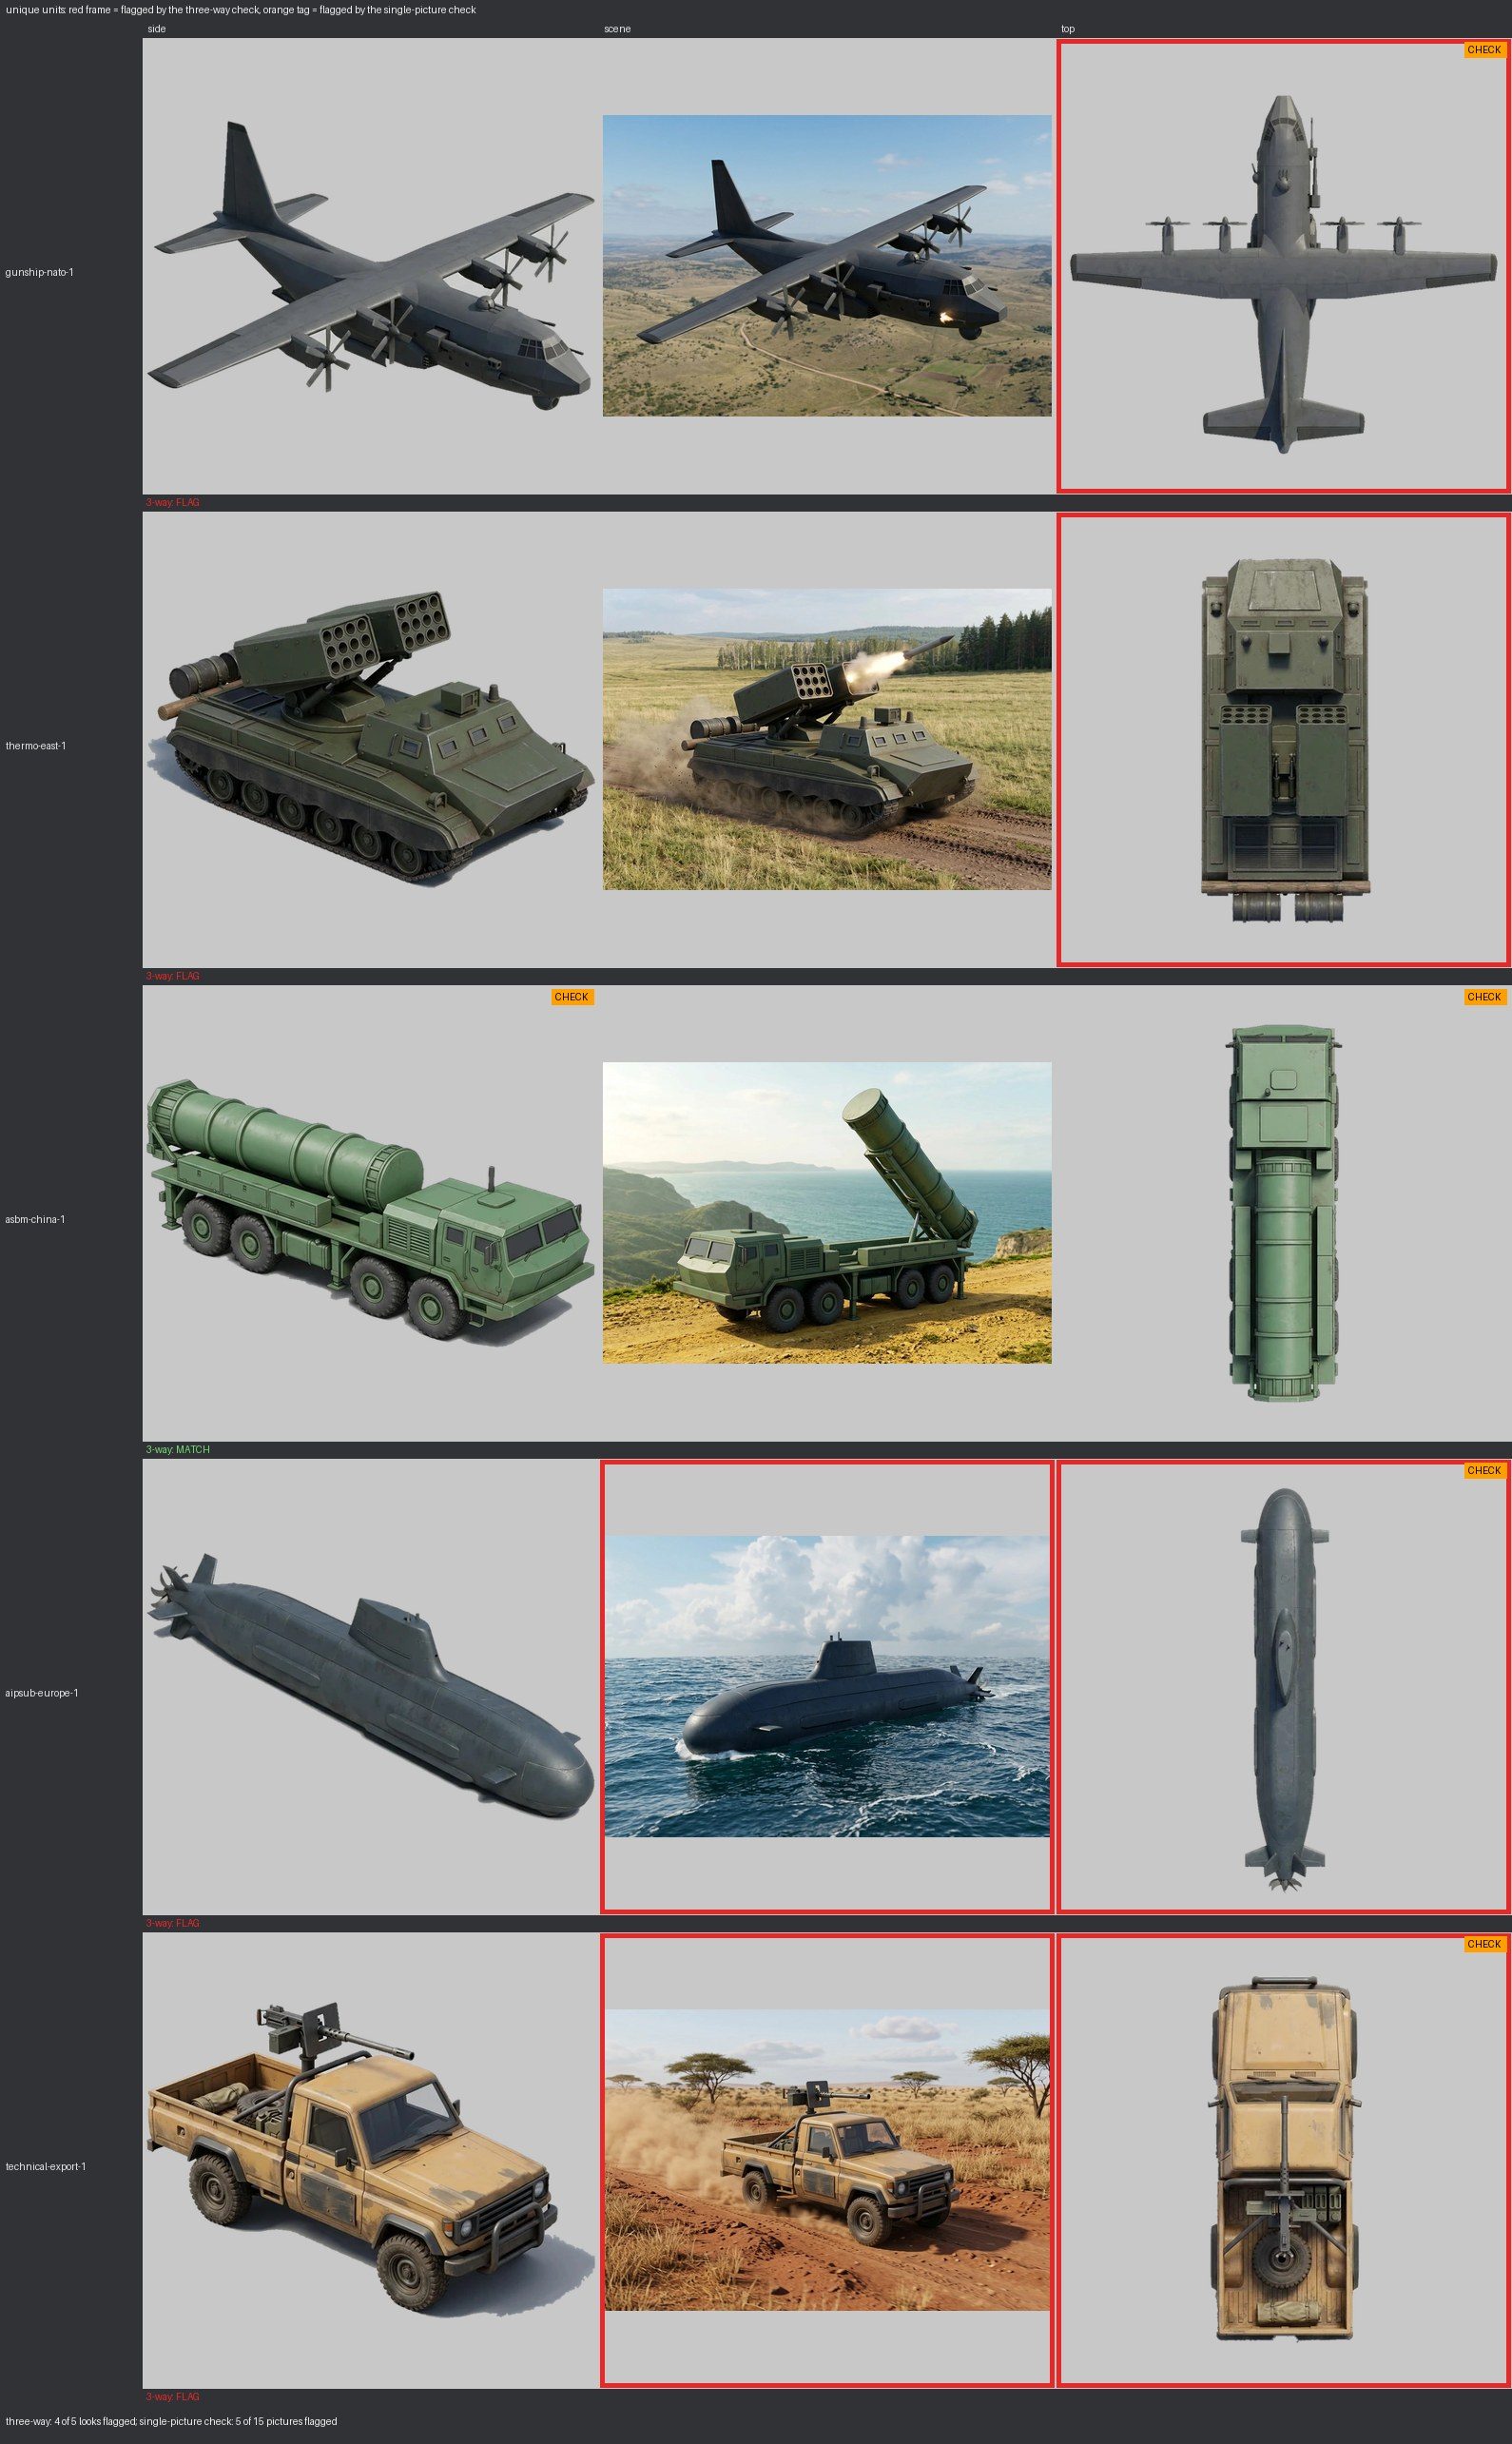 unique units: red frame = flagged by the three-way check, orange tag = flagged by the single-picture check
side scene top
CHECK
gunship-nato-1
3-way: FLAG
thermo-east-1
3-way: FLAG
CHECK CHECK
asbm-china-1
3-way: MATCH
CHECK
aipsub-europe-1
3-way: FLAG
CHECK
technical-export-1
3-way: FLAG
three-way: 4 of 5 looks flagged; single-picture check: 5 of 15 pictures flagged